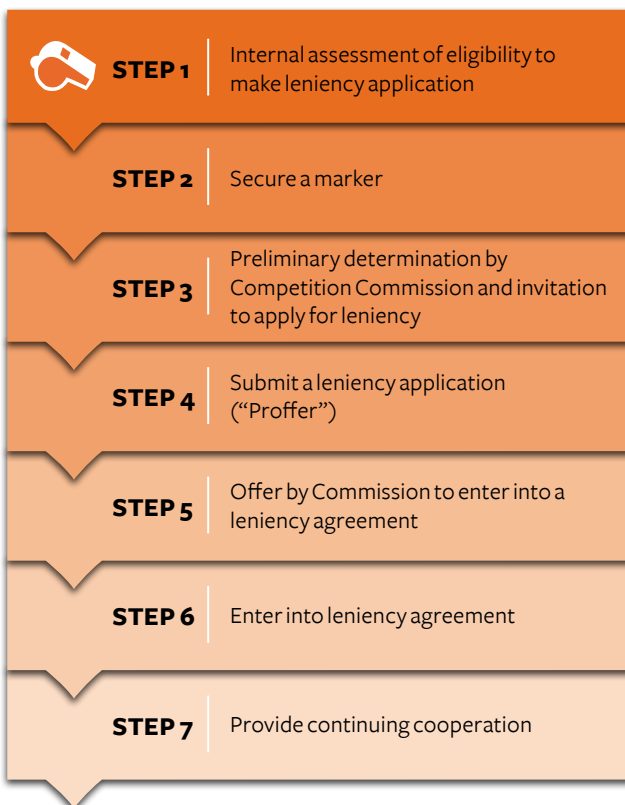 STEP 1
Internal assessment of eligibility to
make leniency application
STEP 2
Secure a marker
STEP 3
Preliminary determination by
Competition Commission and invitation
to apply for leniency
STEP 4
Submit a leniency application
(“Proffer”)
STEP 5
Offer by Commission to enter into a
leniency agreement
STEP 6
Enter into leniency agreement
STEP 7
Provide continuing cooperation